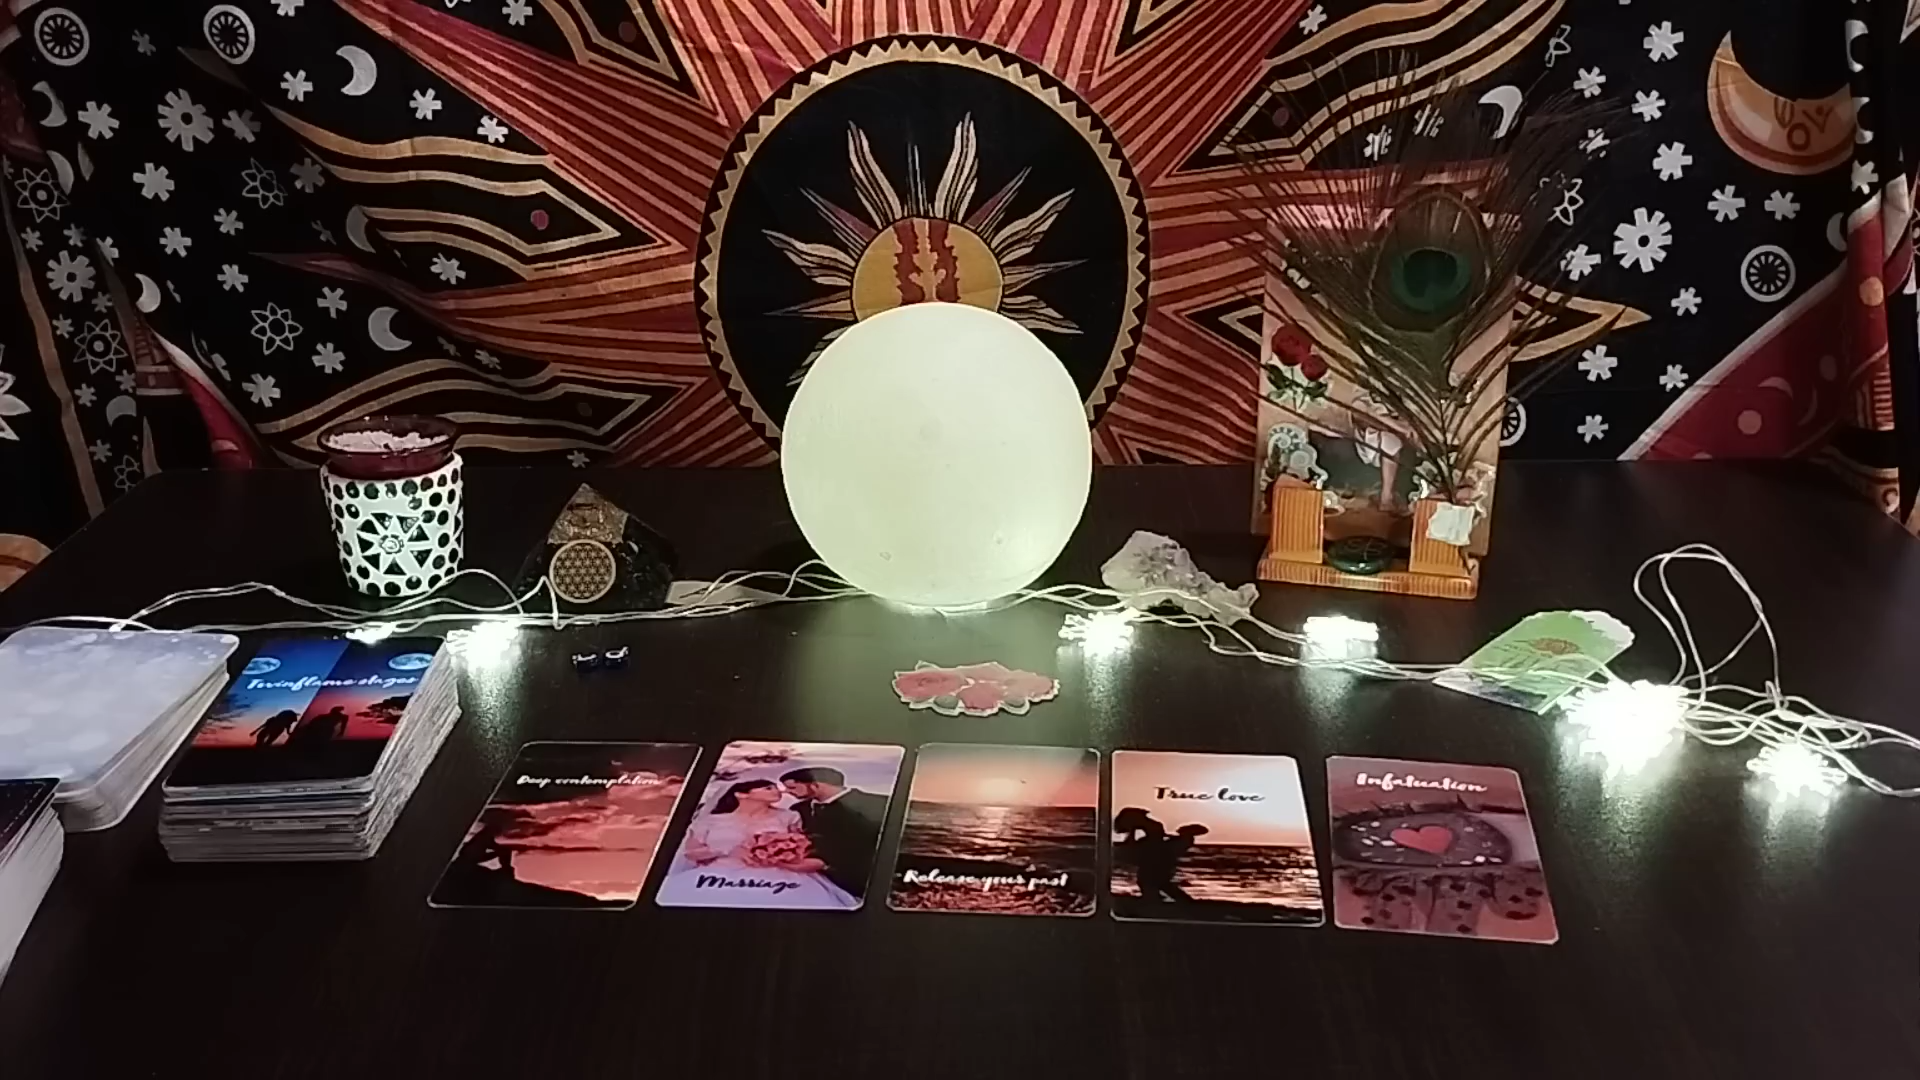 Twinflame stages
Deep contemplation
Marriage
Release your past
True love
Infatuation